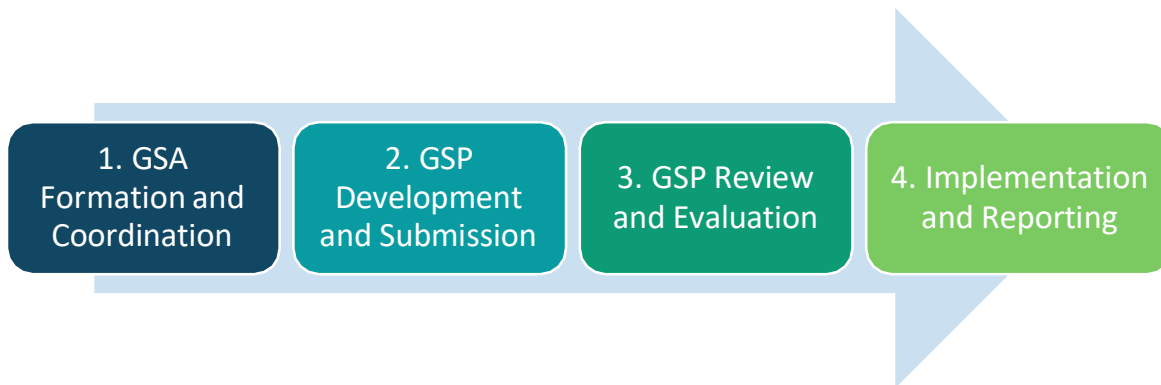 1. GSA
Formation and
Coordination
2. GSP
Development
and Submission
3. GSP Review
and Evaluation
4. Implementation
and Reporting